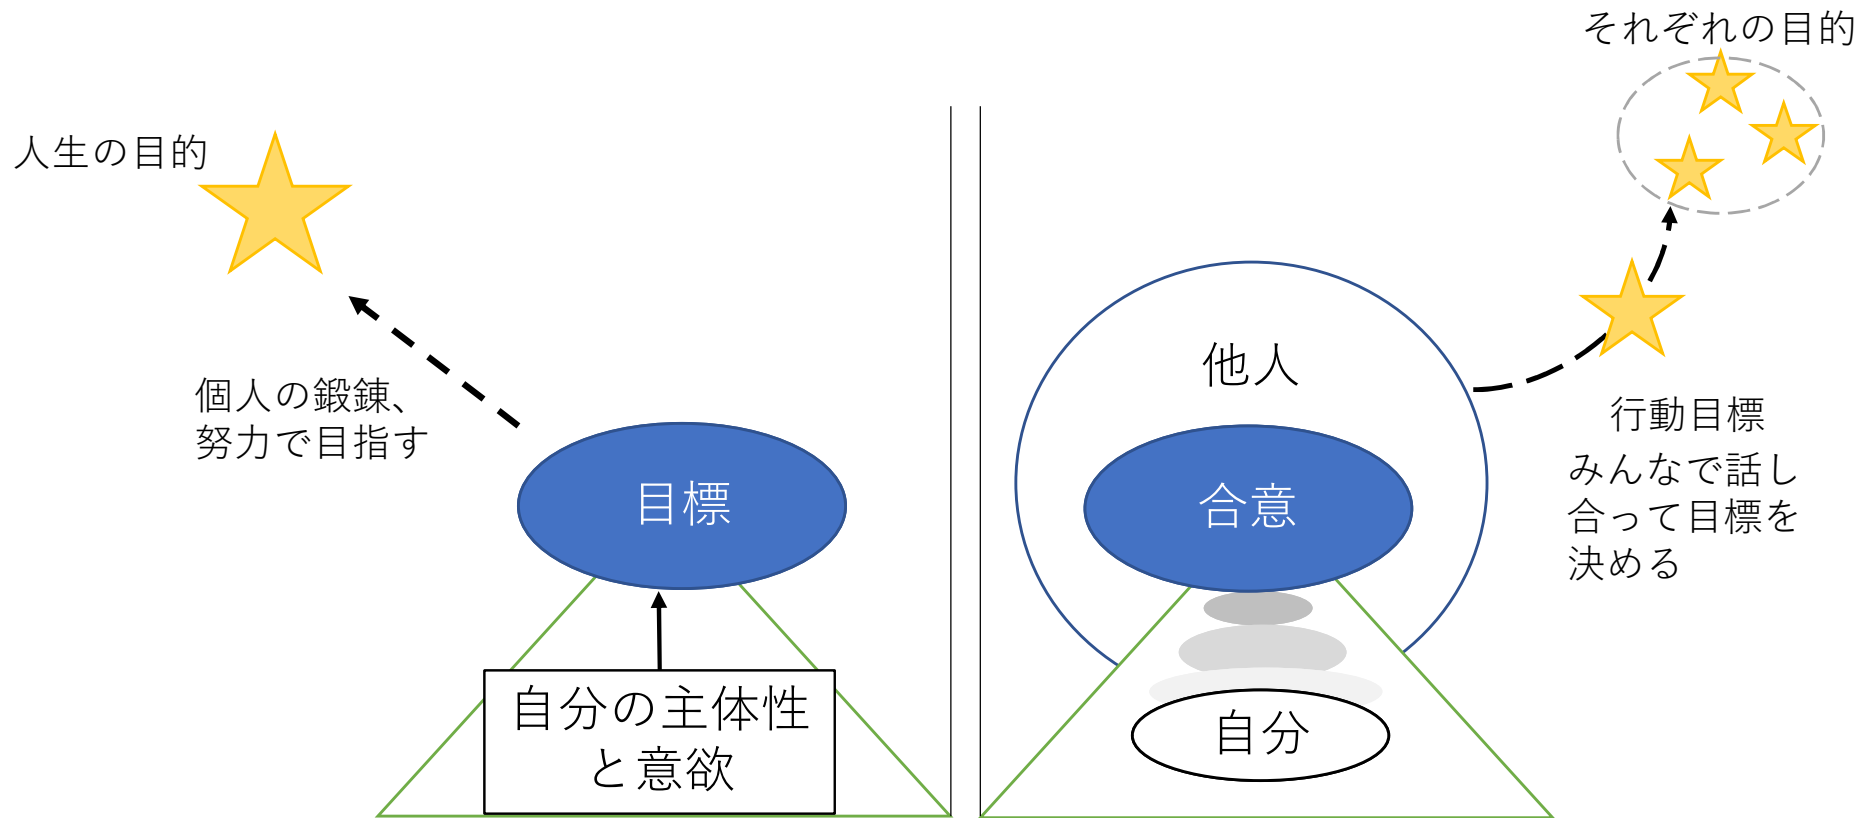 人生の目的
個人の鍛錬、
努力で目指す
目標
自分の主体性
と意欲
それぞれの目的
他人
合意
自分
行動目標
みんなで話し
合って目標を
決める